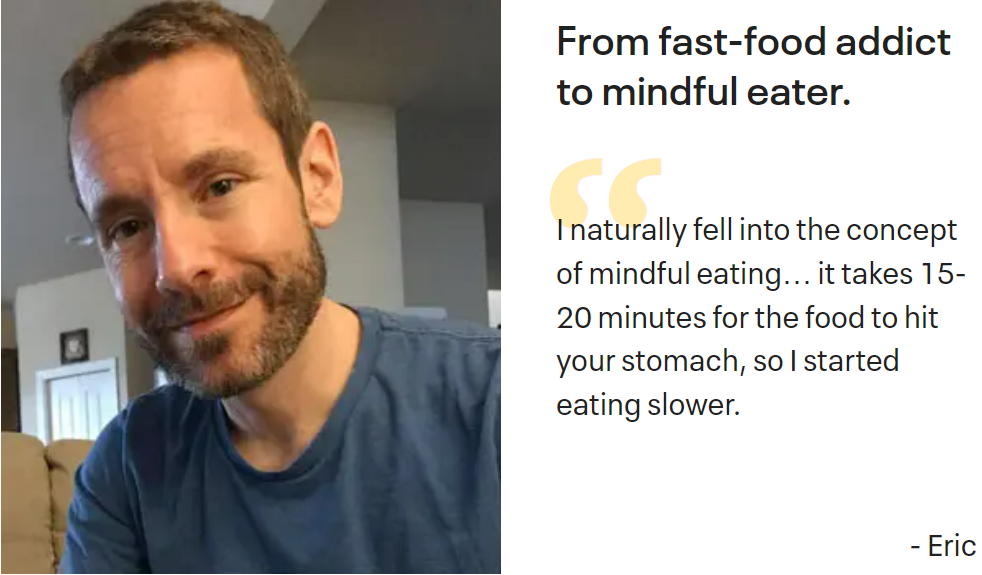 From fast-food addict
to mindful eater.
“
I naturally fell into the concept
of mindful eating… it takes 15-
20 minutes for the food to hit
your stomach, so I started
eating slower.
- Eric